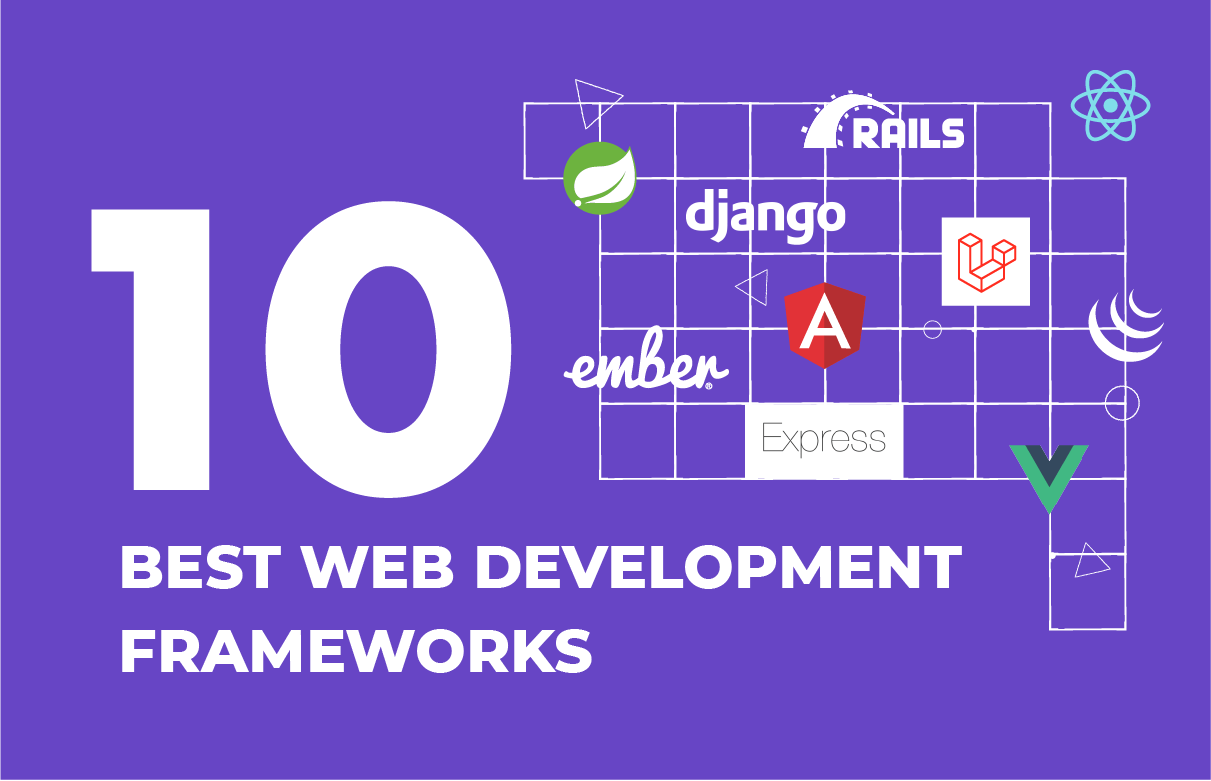 10
BEST WEB DEVELOPMENT
FRAMEWORKS
RAILS
django
A
ember®
Express